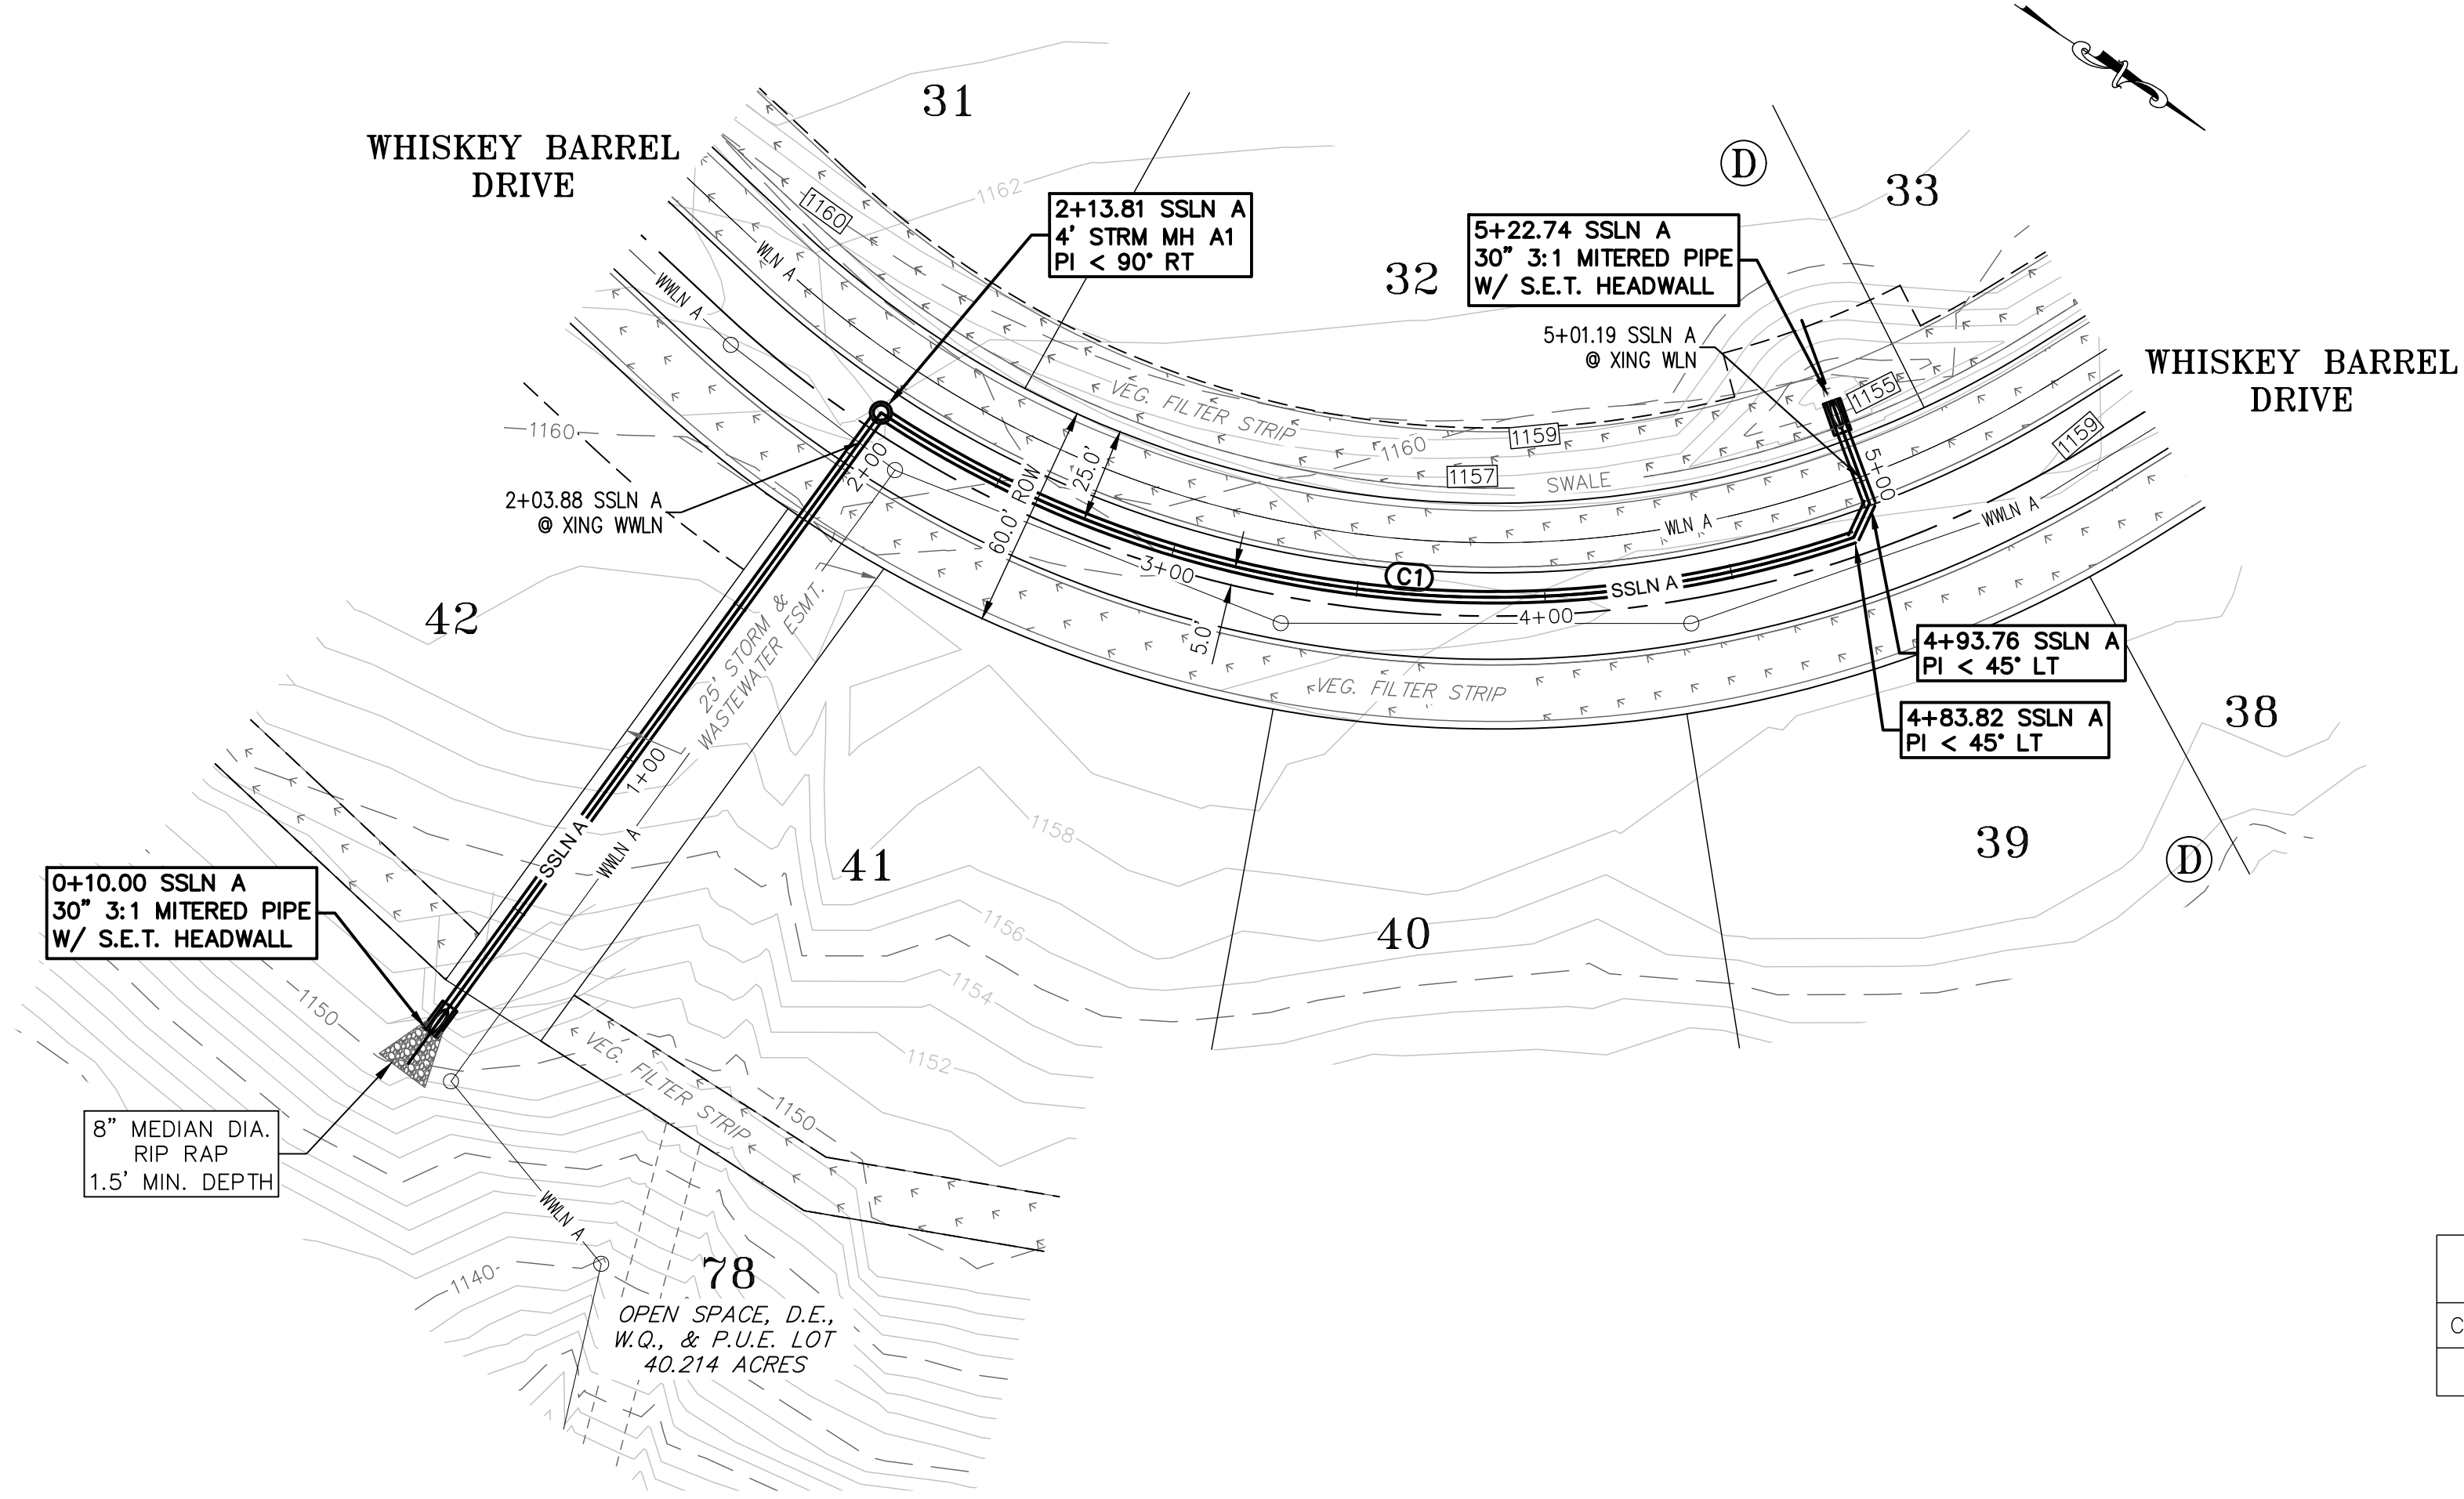 31
WHISKEY BARREL
DRIVE
D
33
1162
1160
2+13.81 SSLN A
4' STRM MH A1
PI < 90° RT
5+22.74 SSLN A
30" 3:1 MITERED PIPE
W/ S.E.T. HEADWALL
32
WLN A
WWLN A
5+01.19 SSLN A
@ XING WLN
WHISKEY BARREL
DRIVE
VEG. FILTER STRIP
1155
1160
1159
1160
1159
1157
SWALE
2+00
ROW
60.0'
25.0'
5+00
2+03.88 SSLN A
@ XING WWLN
WLN A
WWLN A
3+00
C1
SSLN A
4+00
5.0'
42
25' STORM &
WASTEWATER ESMT.
VEG. FILTER STRIP
4+93.76 SSLN A
PI < 45° LT
4+83.82 SSLN A
PI < 45° LT
38
1+00
1158
39
D
SSLN A
WWLN A
41
0+10.00 SSLN A
30" 3:1 MITERED PIPE
W/ S.E.T. HEADWALL
1156
40
1154
1150
1152
VEG. FILTER STRIP
1150
8" MEDIAN DIA.
RIP RAP
1.5' MIN. DEPTH
WWLN A
1140
78
OPEN SPACE, D.E.,
W.Q., & P.U.E. LOT
40.214 ACRES
C